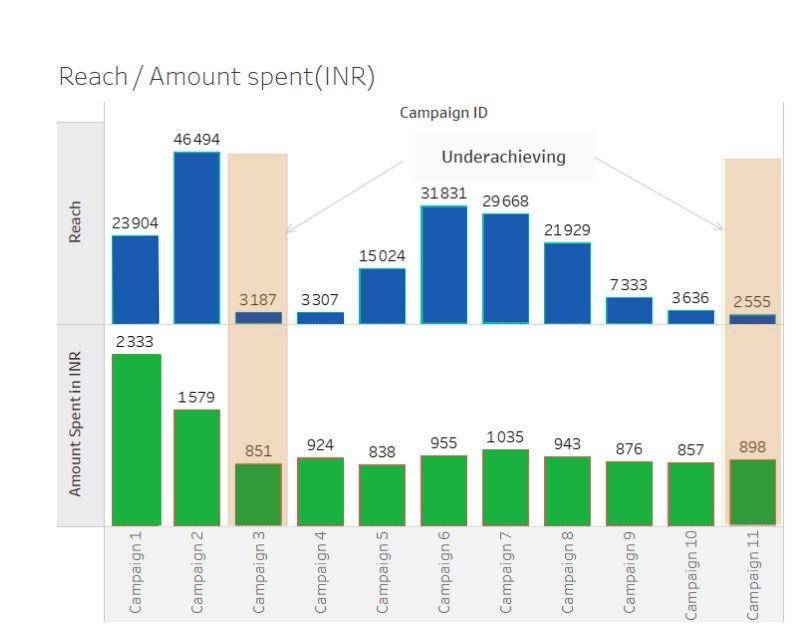 Reach / Amount spent(INR)
Campaign ID
Underachieving
Reach
23904
46494
3187
3307
15024
31831
29668
21929
7333
3636
2555
Amount Spent in INR
2333
1579
851
924
838
955
1035
943
876
857
898
Campaign 1
Campaign 2
Campaign 3
Campaign 4
Campaign 5
Campaign 6
Campaign 7
Campaign 8
Campaign 9
Campaign 10
Campaign 11